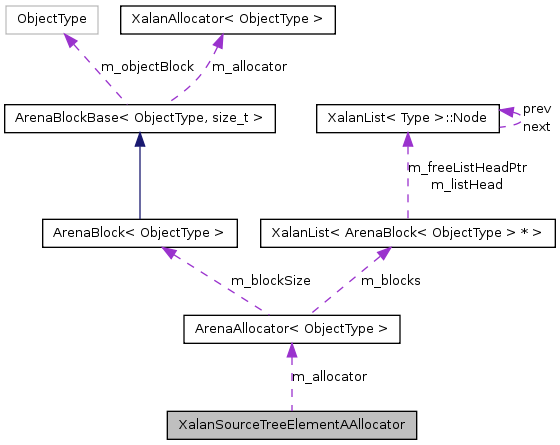 ObjectType
XalanAllocator< ObjectType >
m_objectBlock
m_allocator
ArenaBlockBase< ObjectType, size_t >
XalanList< Type >::Node
prev
next
m_freeListHeadPtr
m_listHead
ArenaBlock< ObjectType >
XalanList< ArenaBlock< ObjectType > * >
m_blockSize
m_blocks
ArenaAllocator< ObjectType >
m_allocator
XalanSourceTreeElementAAllocator